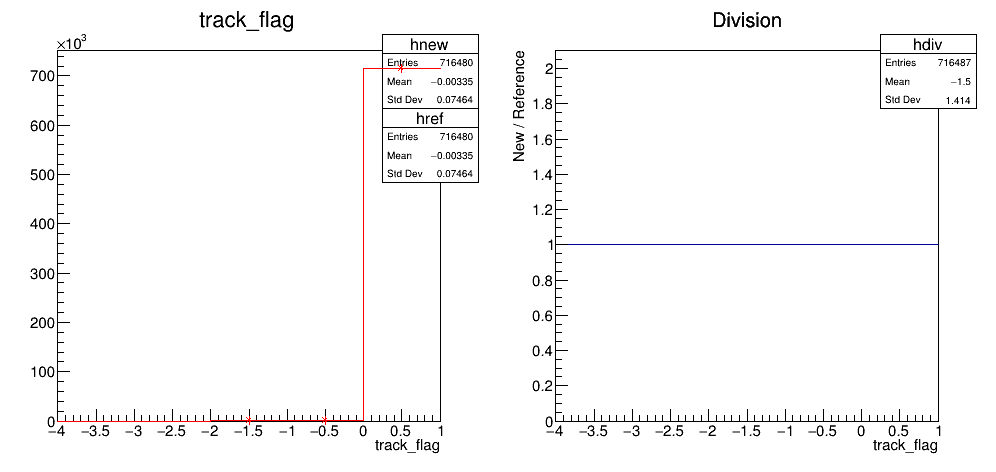 track_flag
×10³
700
600
500
400
300
200
100
0
−4 −3.5 −3 −2.5 −2 −1.5 −1 −0.5 0 0.5 1
track_flag
hnew
Entries 716480
Mean −0.00335
Std Dev 0.07464
href
Entries 716480
Mean −0.00335
Std Dev 0.07464
Division
New / Reference
2
1.8
1.6
1.4
1.2
1
0.8
0.6
0.4
0.2
0
−4 −3.5 −3 −2.5 −2 −1.5 −1 −0.5 0 0.5 1
track_flag
hdiv
Entries 716487
Mean −1.5
Std Dev 1.414